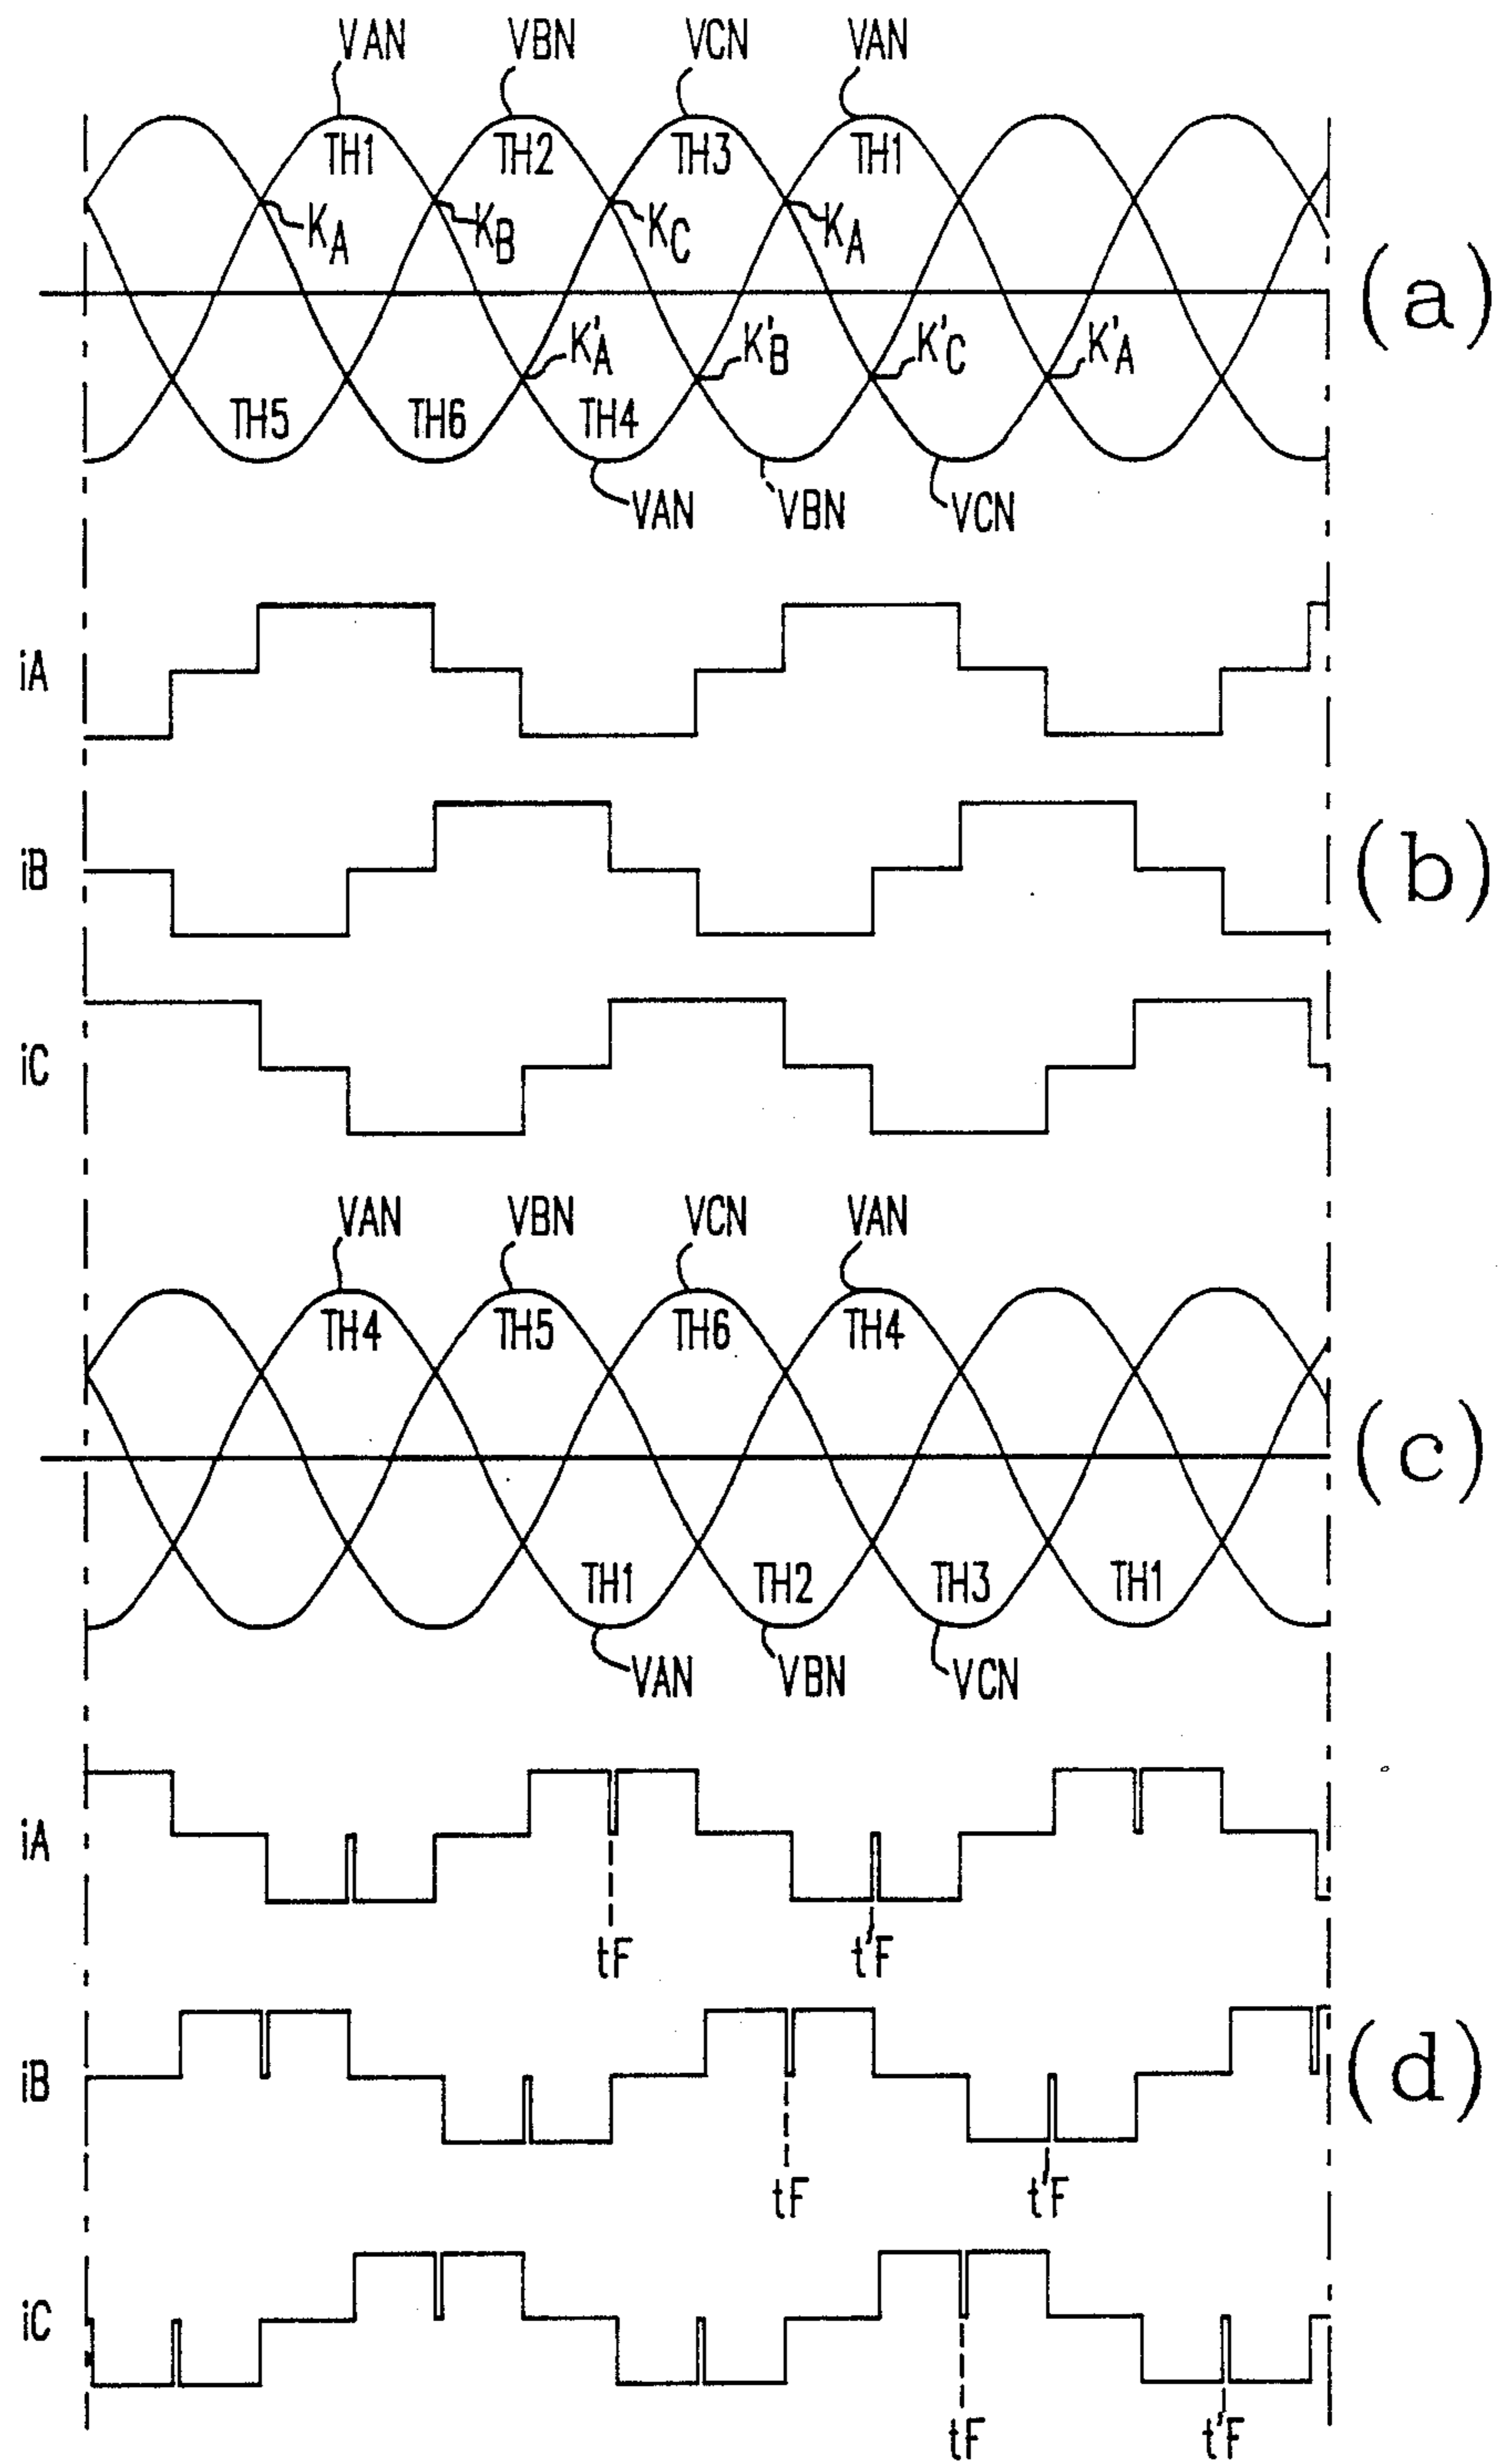 VAN VBN VCN VAN
TH1 TH2 TH3 TH1
KA KB KC KA
(a)
K'A K'B K'C K'A
TH5 TH6 TH4
VAN VBN VCN
iA
iB
(b)
iC
VAN VBN VCN VAN
TH4 TH5 TH6 TH4
(c)
TH1 TH2 TH3 TH1
VAN VBN VCN
iA
tF t'F
iB
(d)
tF t'F
iC
tF t'F